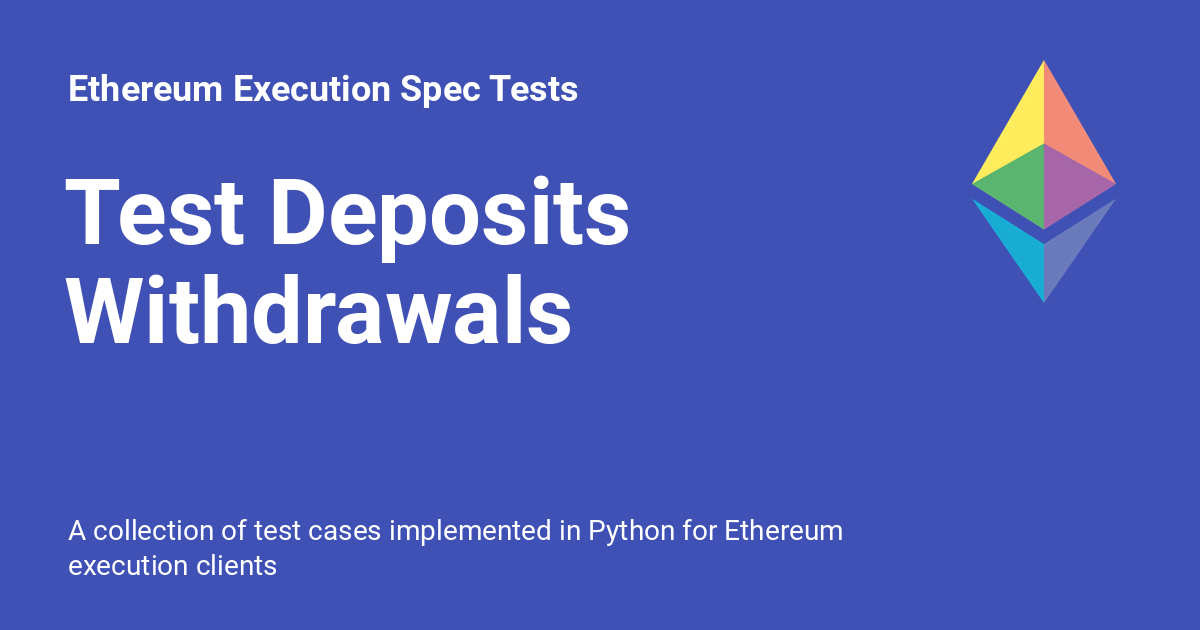 Ethereum Execution Spec Tests
Test Deposits
Withdrawals
A collection of test cases implemented in Python for Ethereum
execution clients